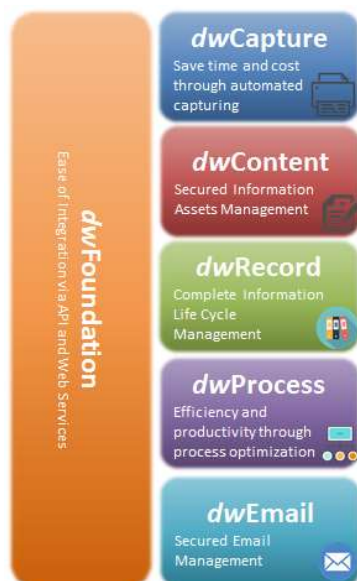 dwFoundation
Ease of Integration via API and Web Services
dwCapture
Save time and cost
through automated
capturing
dwContent
Secured Information
Assets Management
dwRecord
Complete Information
Life Cycle
Management
dwProcess
Efficiency and
productivity through
process optimization
dwEmail
Secured Email
Management